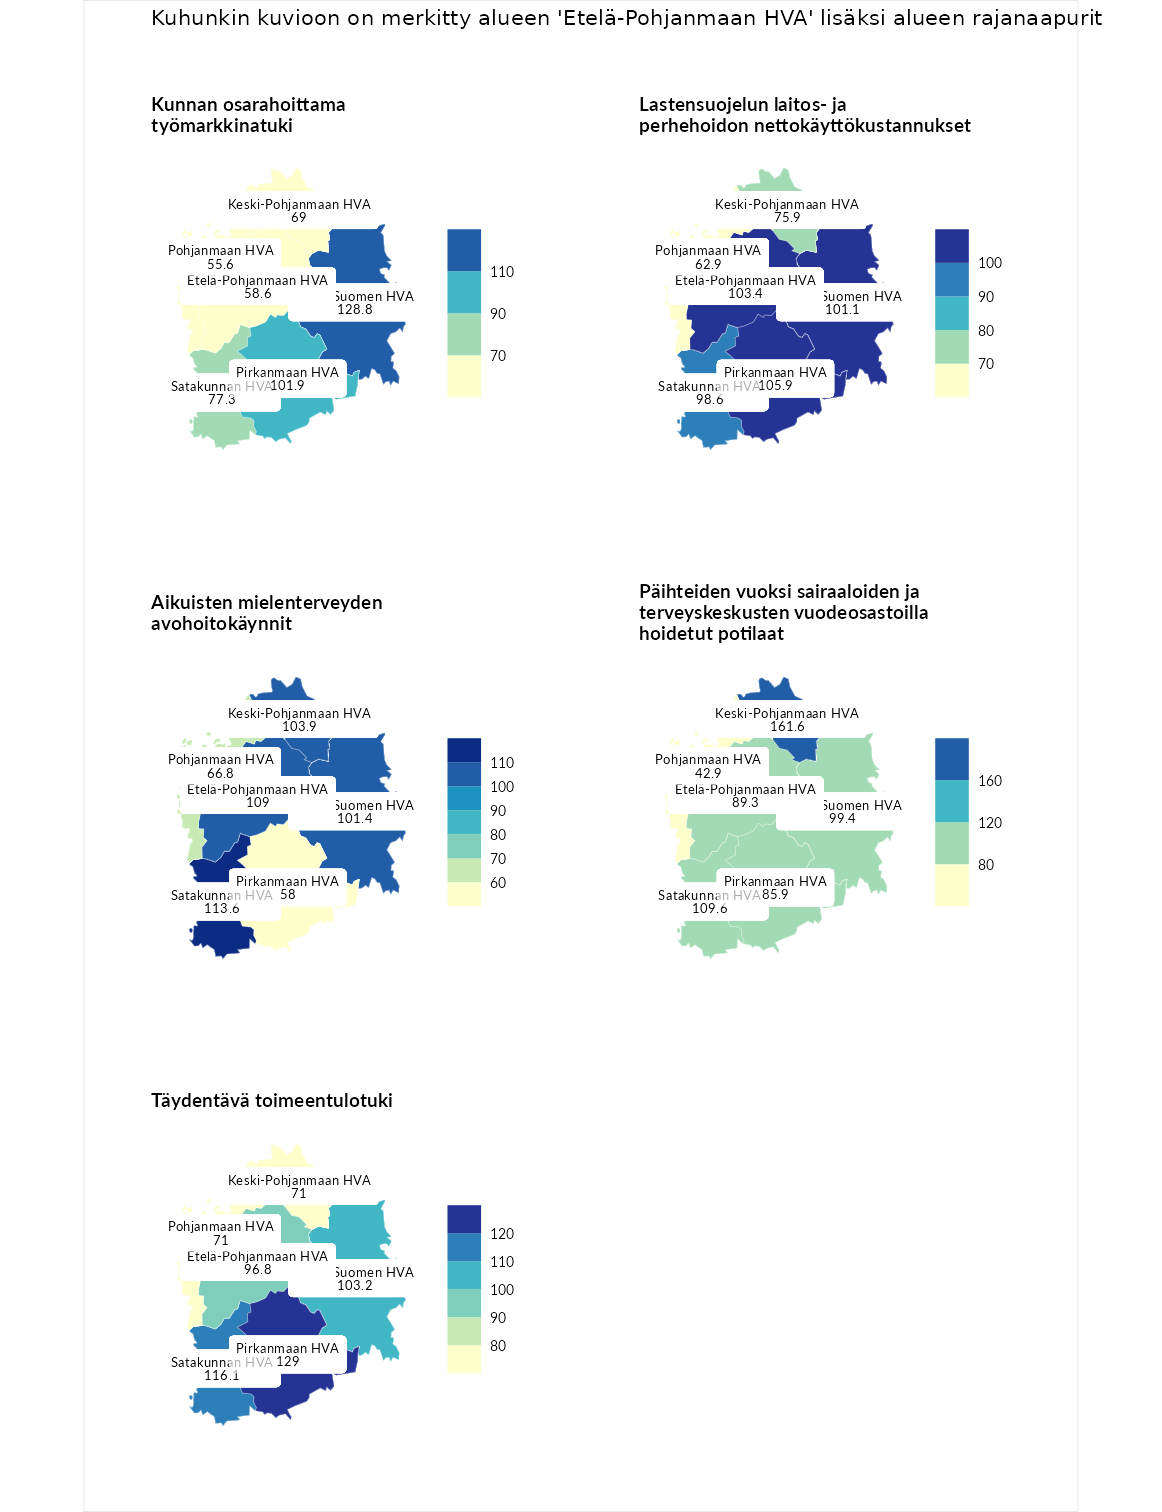 Kuhunkin kuvioon on merkitty alueen 'Etelä-Pohjanmaan HVA' lisäksi alueen rajanaapurit
Kunnan osarahoittama
työmarkkinatuki
Keski-Pohjanmaan HVA
69
Pohjanmaan HVA
55.6
Etelä-Pohjanmaan HVA
58.6
Suomen HVA
128.8
Pirkanmaan HVA
101.9
Satakunnan HVA
77.3
110
90
70
Lastensuojelun laitos- ja
perhehoidon nettokäyttökustannukset
Keski-Pohjanmaan HVA
75.9
Pohjanmaan HVA
62.9
Etelä-Pohjanmaan HVA
103.4
Suomen HVA
101.1
Pirkanmaan HVA
105.9
Satakunnan HVA
98.6
100
90
80
70
Aikuisten mielenterveyden
avohoitokäynnit
Keski-Pohjanmaan HVA
103.9
Pohjanmaan HVA
66.8
Etelä-Pohjanmaan HVA
109
Suomen HVA
101.4
Pirkanmaan HVA
58
Satakunnan HVA
113.6
110
100
90
80
70
60
Päihteiden vuoksi sairaaloiden ja
terveyskeskusten vuodeosastoilla
hoidetut potilaat
Keski-Pohjanmaan HVA
161.6
Pohjanmaan HVA
42.9
Etelä-Pohjanmaan HVA
89.3
Suomen HVA
99.4
Pirkanmaan HVA
85.9
Satakunnan HVA
109.6
160
120
80
Täydentävä toimeentulotuki
Keski-Pohjanmaan HVA
71
Pohjanmaan HVA
71
Etelä-Pohjanmaan HVA
96.8
Suomen HVA
103.2
Pirkanmaan HVA
129
Satakunnan HVA
116.1
120
110
100
90
80